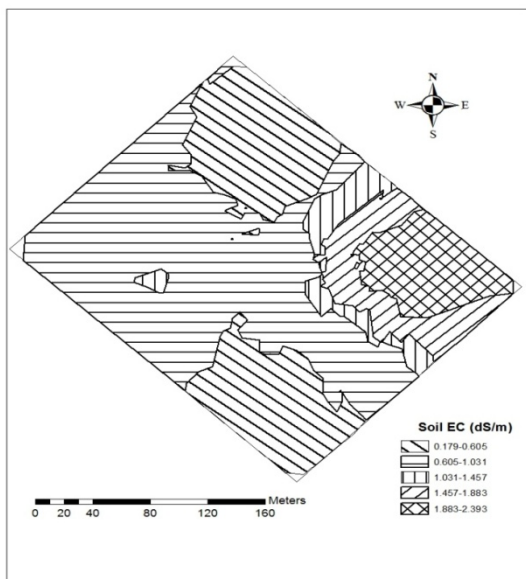 N
W E
S
Soil EC (dS/m)
0.179-0.605
0.605-1.031
1.031-1.457
1.457-1.883
1.883-2.393
Meters
0 10 20 40 80 120 160